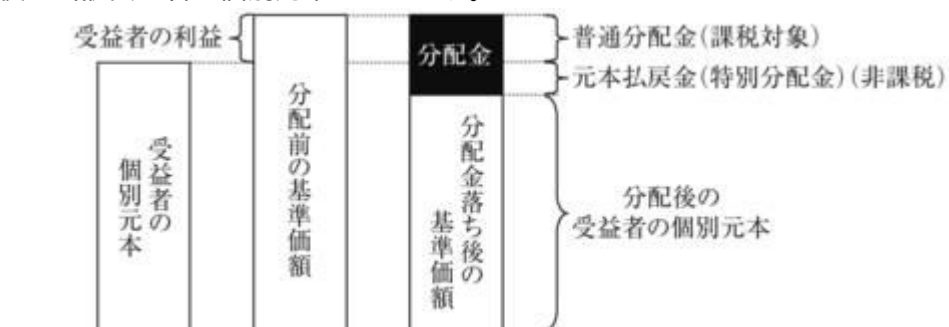 受益者の利益
分配金
普通分配金(課税対象)
元本払戻金(特別分配金)(非課税)
受益者の
個別元本
分配前の基準価額
分配金落ち後の
基準価額
分配後の
受益者の個別元本